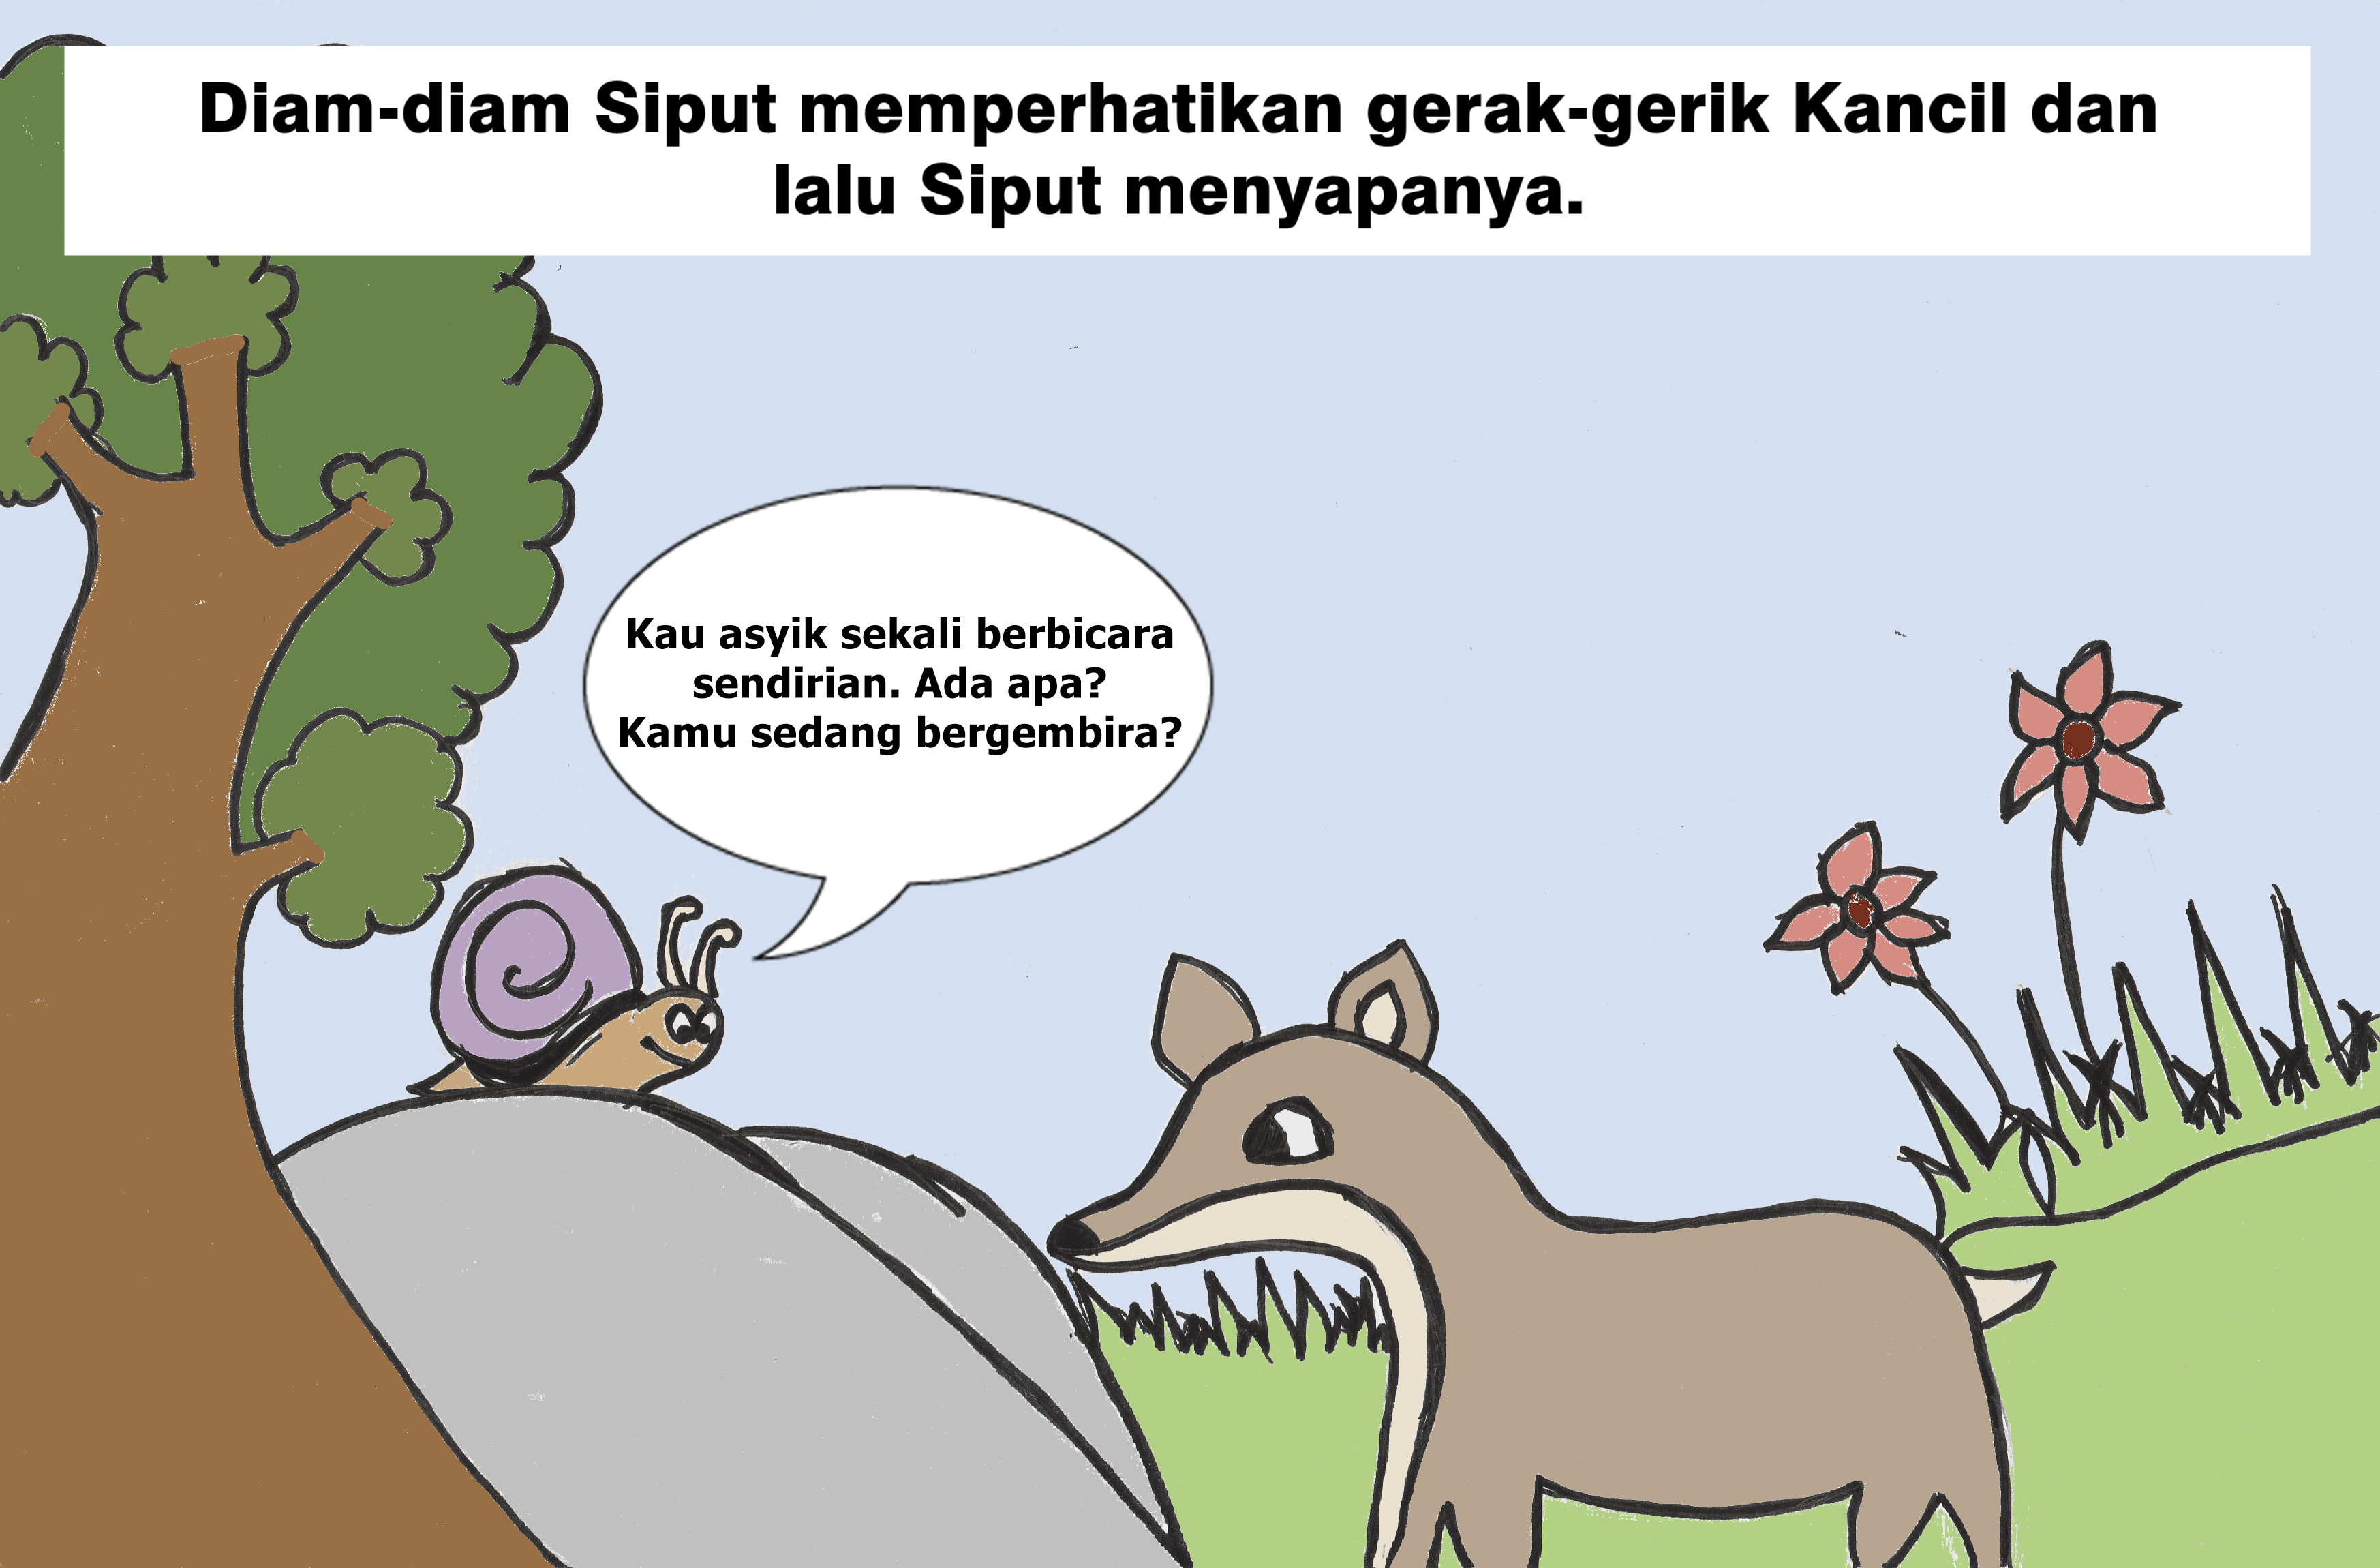 Diam-diam Siput memperhatikan gerak-gerik Kancil dan
lalu Siput menyapanya.
Kau asyik sekali berbicara
sendirian. Ada apa?
Kamu sedang bergembira?